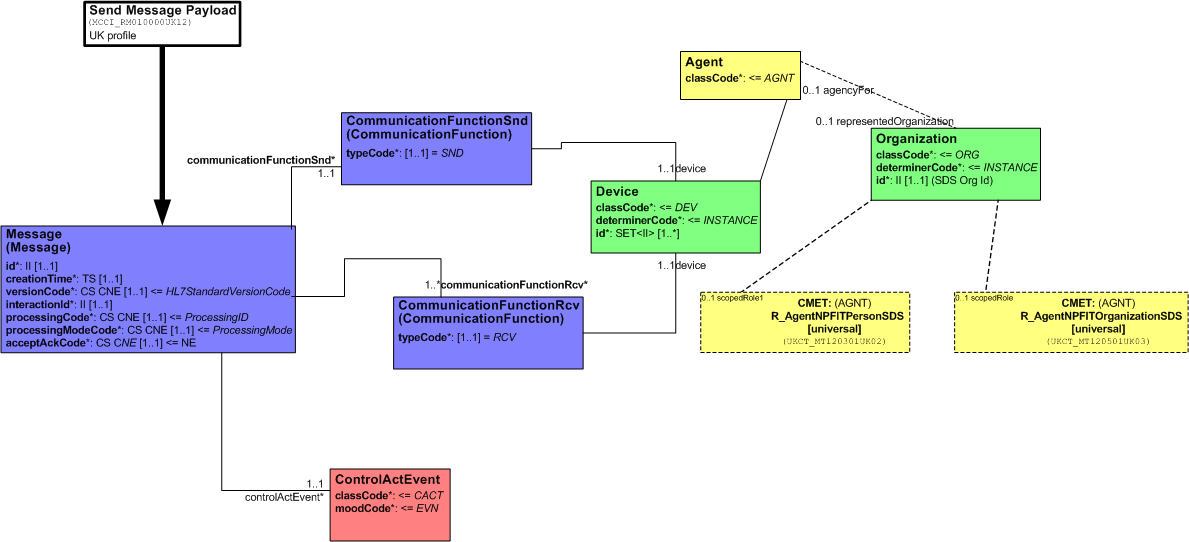 Send Message Payload
(MCCI_RM010000UK12)
UK profile
Agent
classCode*: <= AGNT
0..1 agencyFor
0..1 representedOrganization
Organization
classCode*: <= ORG
determinerCode*: <= INSTANCE
id*: II [1..1] (SDS Org Id)
CommunicationFunctionSnd
(CommunicationFunction)
typeCode*: [1..1] = SND
communicationFunctionSnd*
1..1
1..1device
Device
classCode*: <= DEV
determinerCode*: <= INSTANCE
id*: SET<II> [1..*]
1..1device
Message
(Message)
id*: II [1..1]
creationTime*: TS [1..1]
versionCode*: CS CNE [1..1] <= HL7StandardVersionCode
interactionId*: II [1..1]
processingCode*: CS CNE [1..1] <= ProcessingID
processingModeCode*: CS CNE [1..1] <= ProcessingMode
acceptAckCode*: CS CNE [1..1] <= NE
1..*communicationFunctionRcv*
CommunicationFunctionRcv
(CommunicationFunction)
typeCode*: [1..1] = RCV
0..1 scopedRole1
CMET: (AGNT)
R_AgentNPFITPersonSDS
[universal]
(UKCT_MT120301UK02)
0..1 scopedRole
CMET: (AGNT)
R_AgentNPFITOrganizationSDS
[universal]
(UKCT_MT120501UK03)
1..1
controlActEvent*
ControlActEvent
classCode*: <= CACT
moodCode*: <= EVN